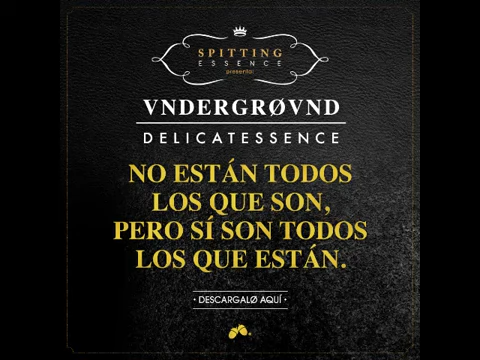 SPITTING
ESSENCE
presenta:
VNDERGRØVND
DELICATESSENCE
NO ESTÁN TODOS
LOS QUE SON,
PERO SÍ SON TODOS
LOS QUE ESTÁN.
· DESCARGALØ AQUÍ ·